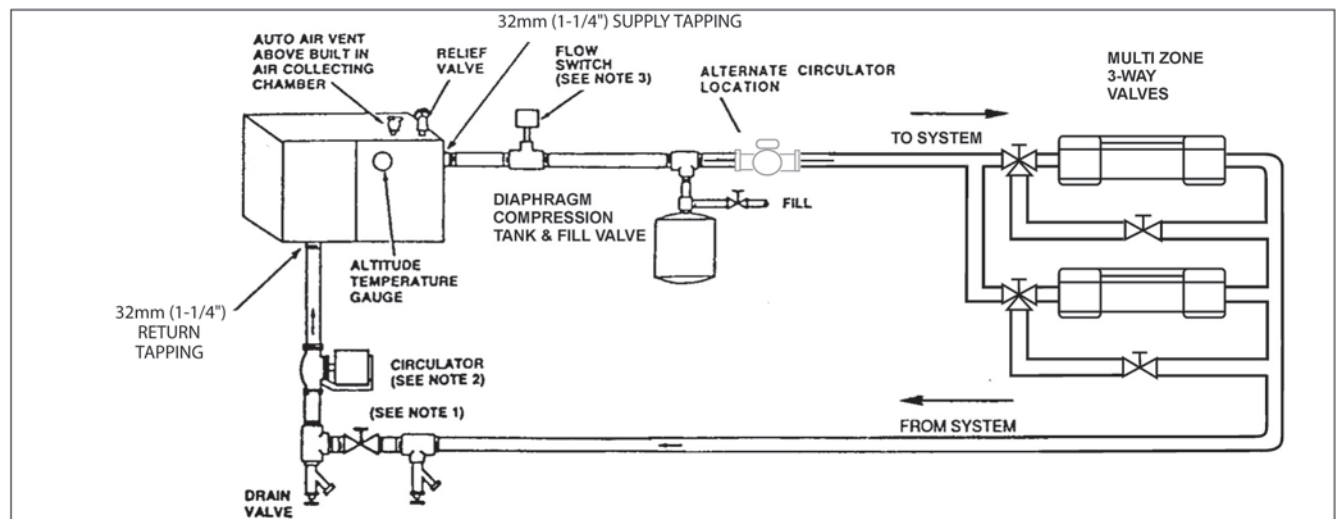 32mm (1-1/4") SUPPLY TAPPING
AUTO AIR VENT
ABOVE BUILT IN
AIR COLLECTING
CHAMBER
RELIEF
VALVE
FLOW
SWITCH
(SEE NOTE 3)
ALTERNATE CIRCULATOR
LOCATION
MULTI ZONE
3-WAY
VALVES
TO SYSTEM
DIAPHRAGM
COMPRESSION
TANK & FILL VALVE
FILL
ALTITUDE
TEMPERATURE
GAUGE
32mm (1-1/4")
RETURN
TAPPING
CIRCULATOR
(SEE NOTE 2)
(SEE NOTE 1)
FROM SYSTEM
DRAIN
VALVE